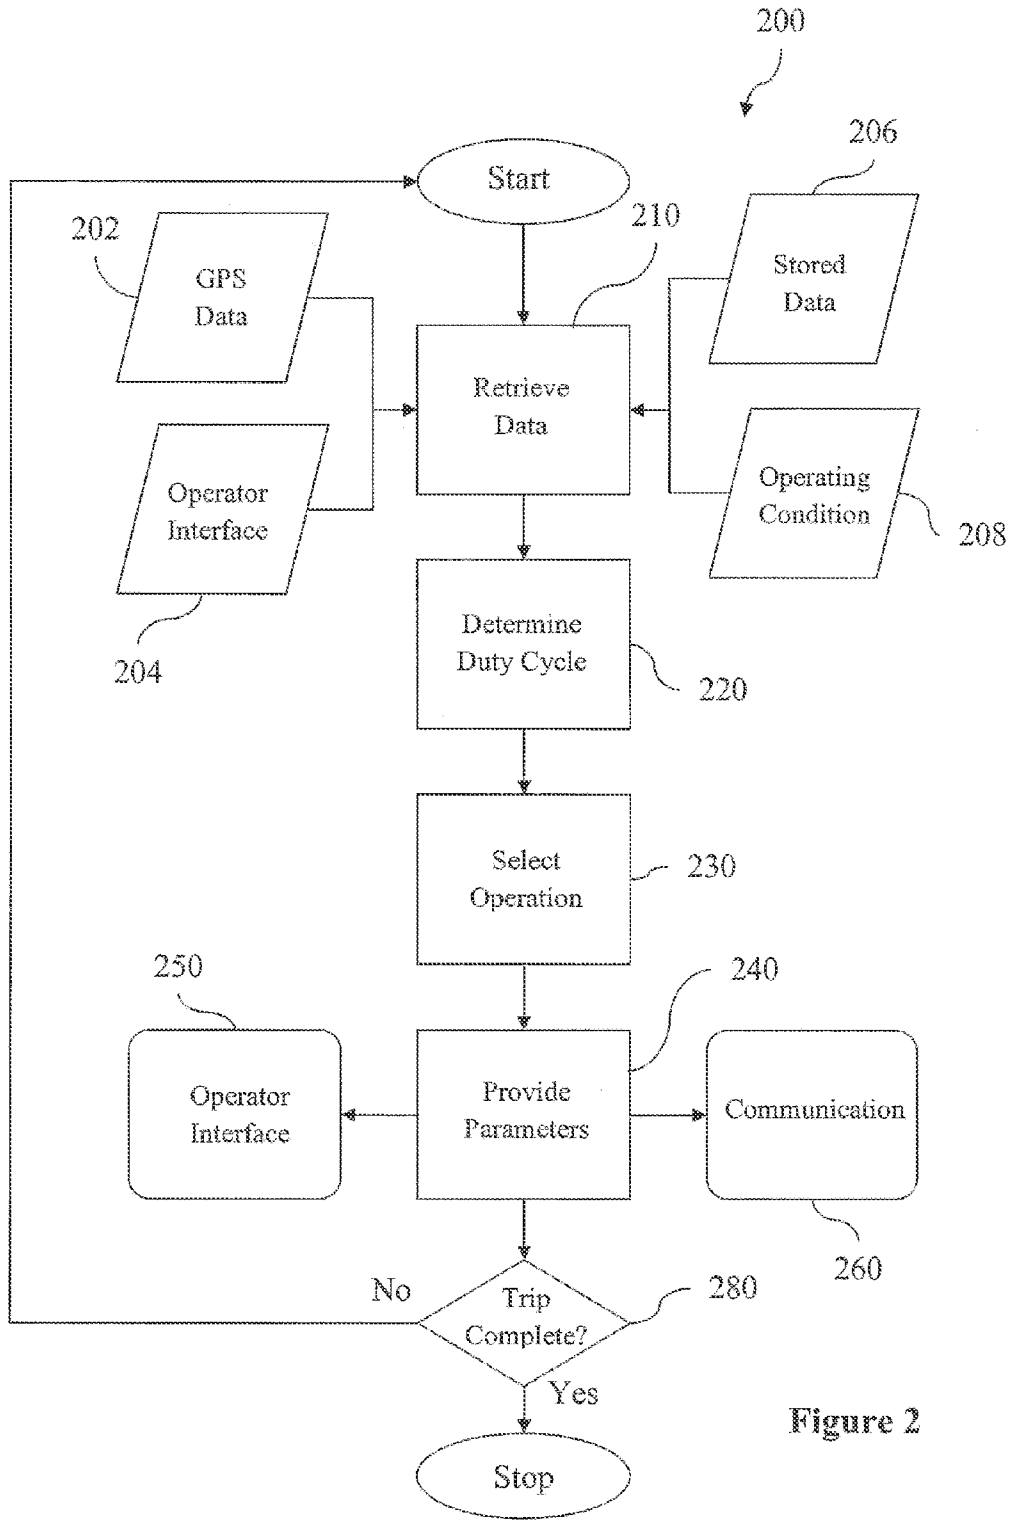 200
206
Start
202
210
GPS
Data
Stored
Data
Retrieve
Data
Operator
Interface
Operating
Condition
208
204
Determine
Duty Cycle
220
Select
Operation
230
250
240
Operator
Interface
Provide
Parameters
Communication
260
No
Trip
Complete?
280
Yes
Figure 2
Stop